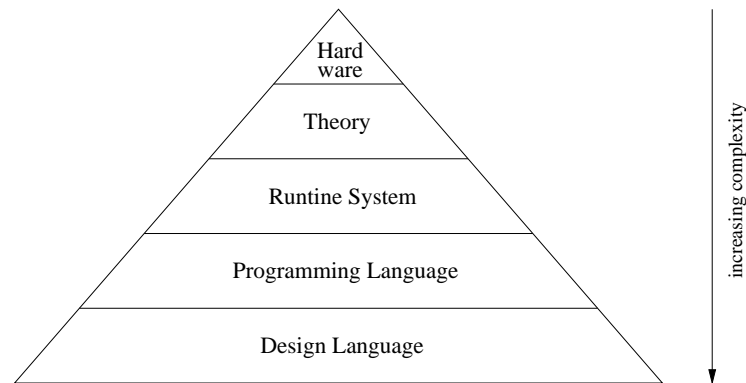 Hard
ware
Theory
Runtine System
Programming Language
Design Language
increasing complexity